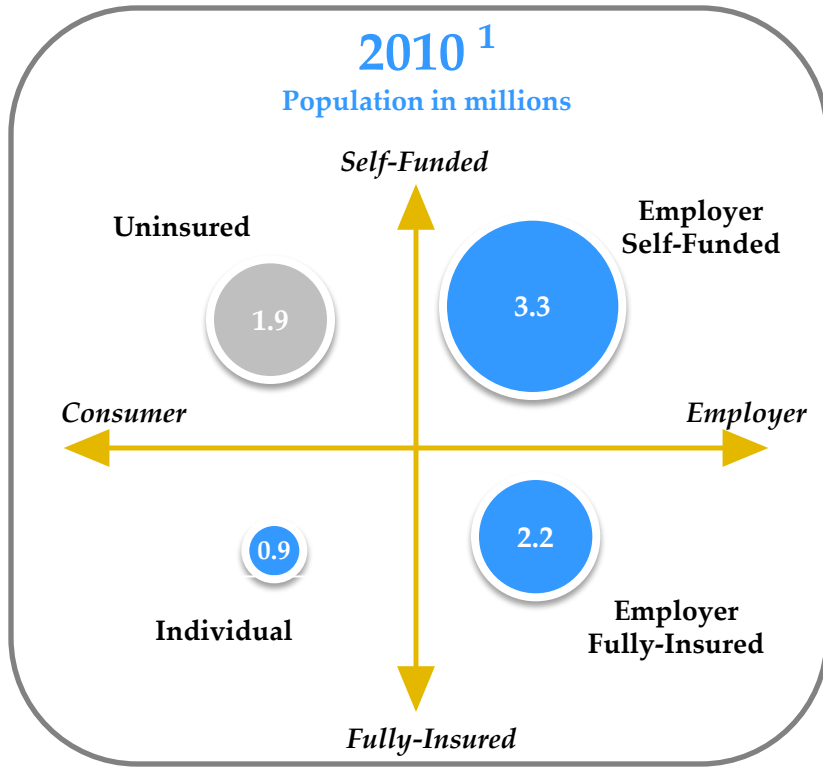 2010 ¹
Population in millions
Self-Funded
Uninsured
Employer
Self-Funded
1.9
3.3
Consumer
Employer
0.9
2.2
Individual
Employer
Fully-Insured
Fully-Insured